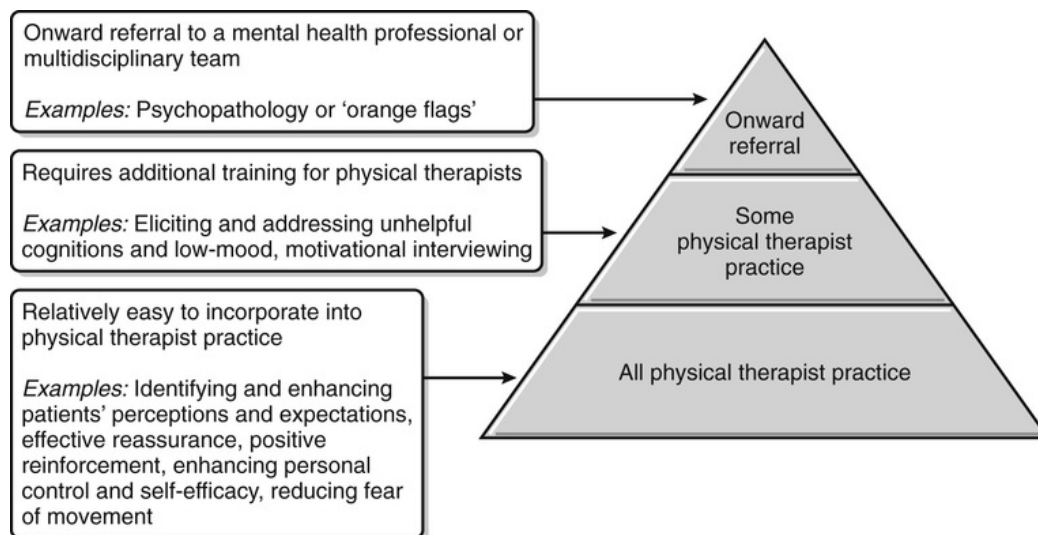 Onward referral to a mental health professional or
multidisciplinary team
Examples: Psychopathology or ‘orange flags’
Requires additional training for physical therapists
Examples: Eliciting and addressing unhelpful
cognitions and low-mood, motivational interviewing
Relatively easy to incorporate into
physical therapist practice
Examples: Identifying and enhancing
patients’ perceptions and expectations,
effective reassurance, positive
reinforcement, enhancing personal
control and self-efficacy, reducing fear
of movement
Onward
referral
Some
physical therapist
practice
All physical therapist practice